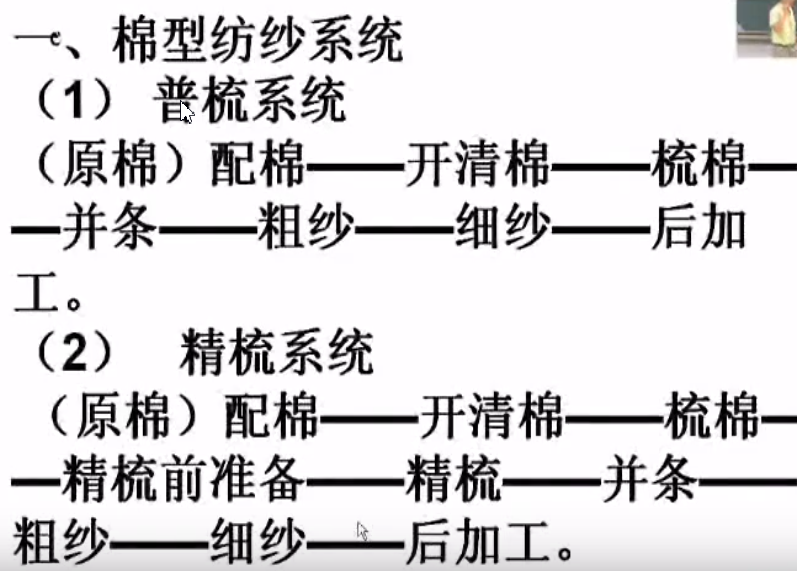 一、棉型纺纱系统
（1） 普梳系统
（原棉）配棉——开清棉——梳棉—
—并条——粗纱——细纱——后加
工。
（2） 精梳系统
（原棉）配棉——开清棉——梳棉—
—精梳前准备——精梳——并条——
粗纱——细纱——后加工。